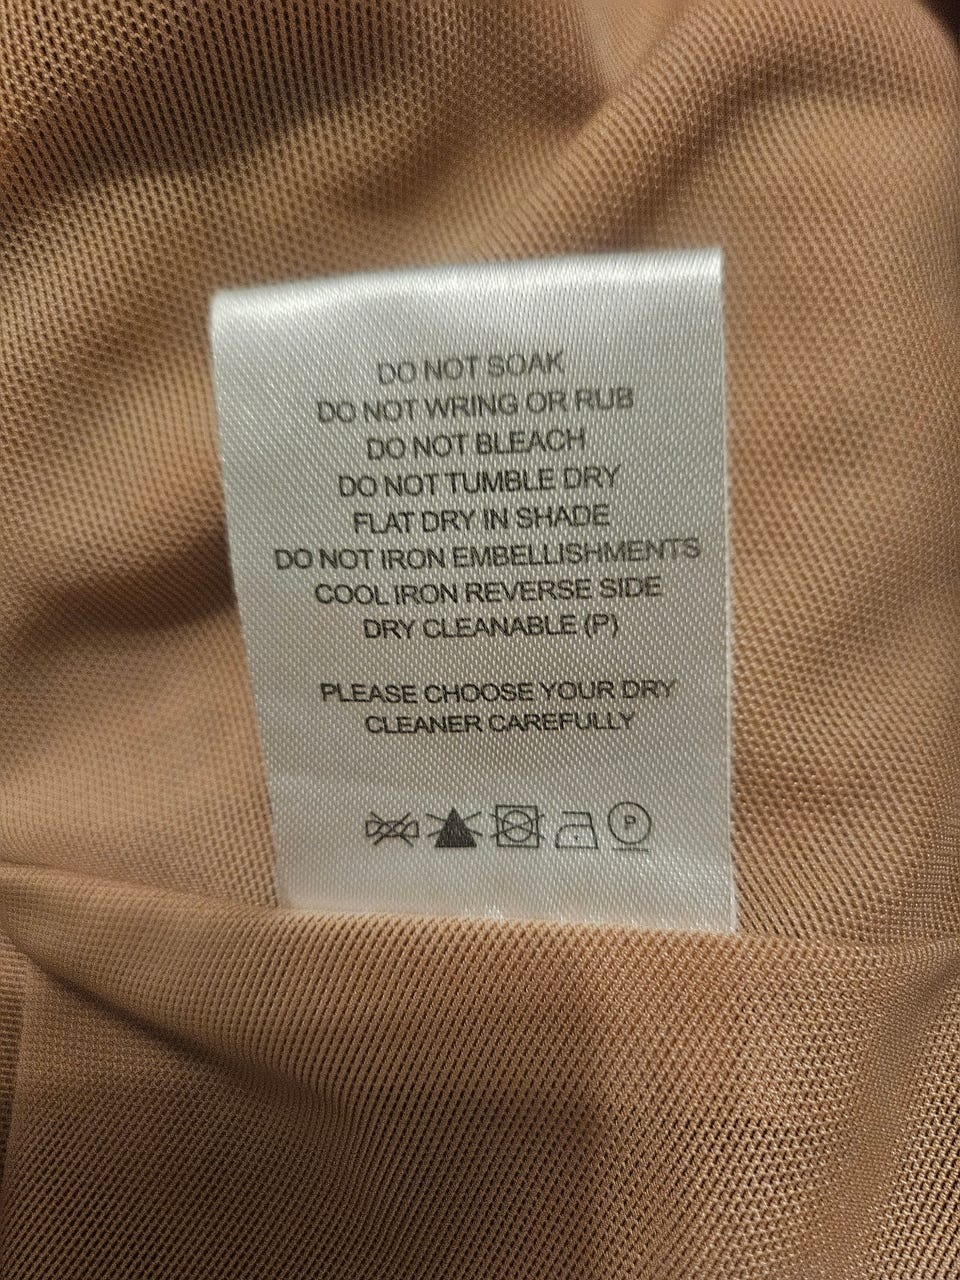 DO NOT SOAK
DO NOT WRING OR RUB
DO NOT BLEACH
DO NOT TUMBLE DRY
FLAT DRY IN SHADE
DO NOT IRON EMBELLISHMENTS
COOL IRON REVERSE SIDE
DRY CLEANABLE (P)
PLEASE CHOOSE YOUR DRY
CLEANER CAREFULLY
P